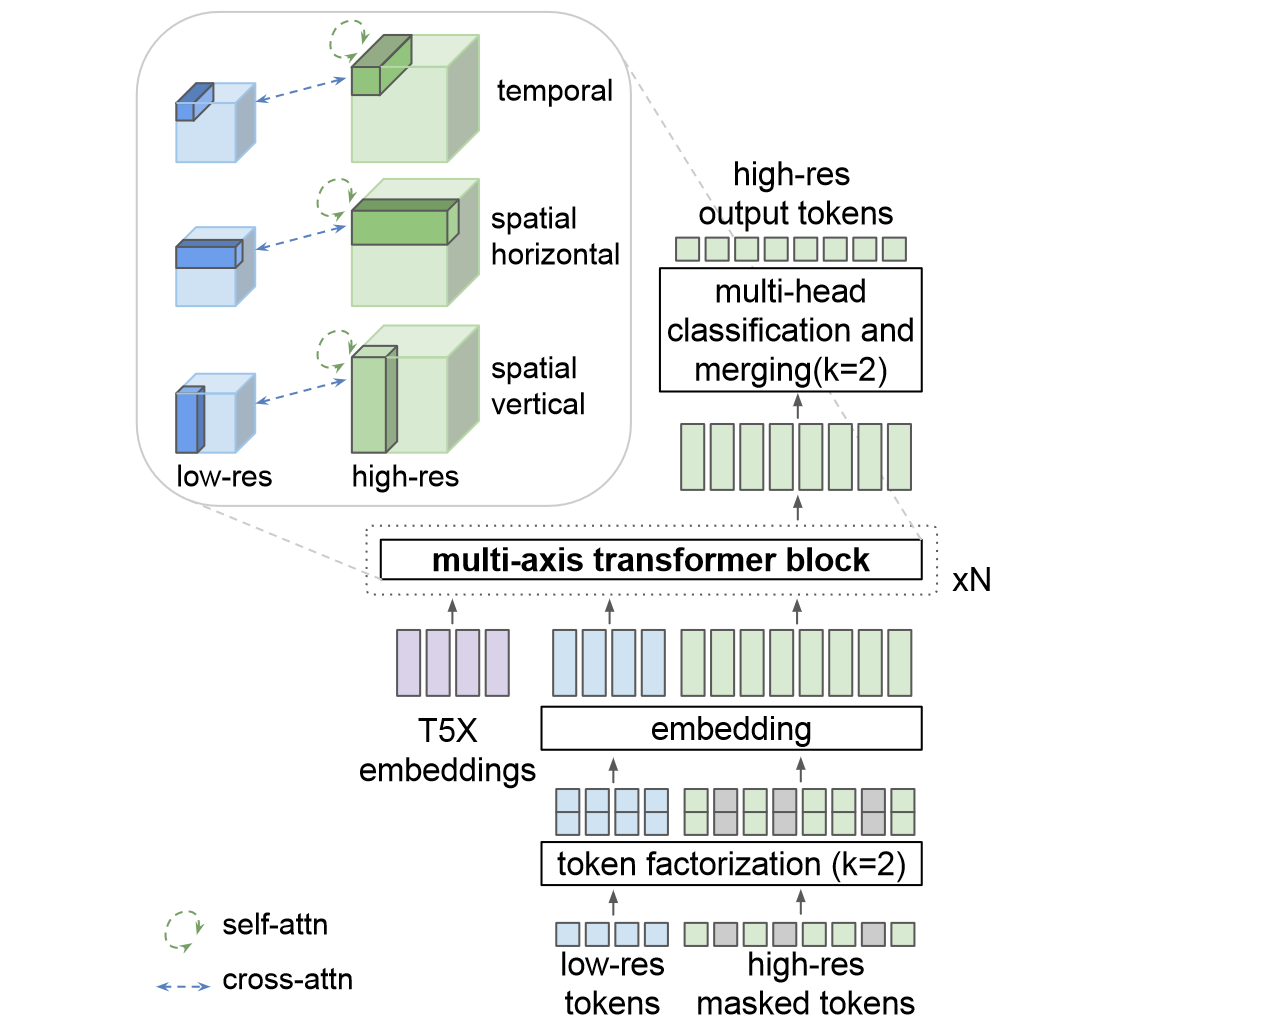 temporal
spatial
horizontal
spatial
vertical
low-res
high-res
high-res
output tokens
multi-head
classification and
merging(k=2)
multi-axis transformer block
xN
T5X
embeddings
embedding
token factorization (k=2)
low-res
tokens
high-res
masked tokens
self-attn
cross-attn